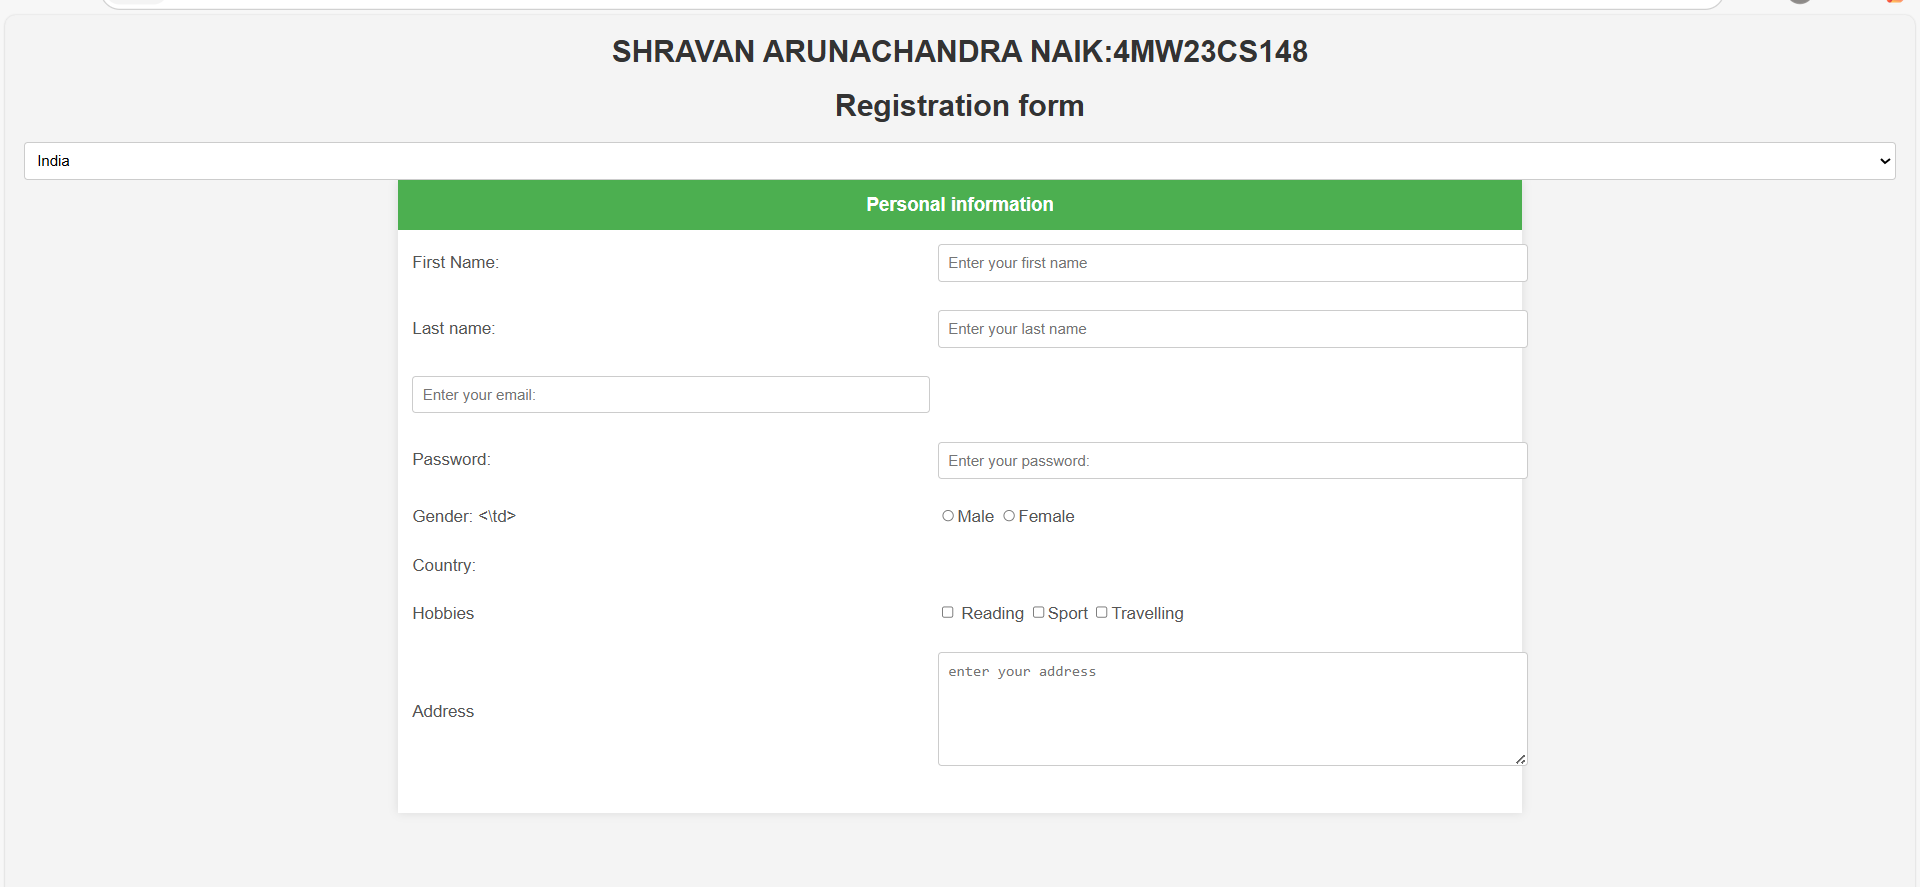 SHRAVAN ARUNACHANDRA NAIK:4MW23CS148
Registration form
India
Personal information
First Name: Enter your first name
Last name: Enter your last name
Enter your email:
Password: Enter your password:
Gender: <\td> Male Female
Country:
Hobbies Reading Sport Travelling
enter your address
Address